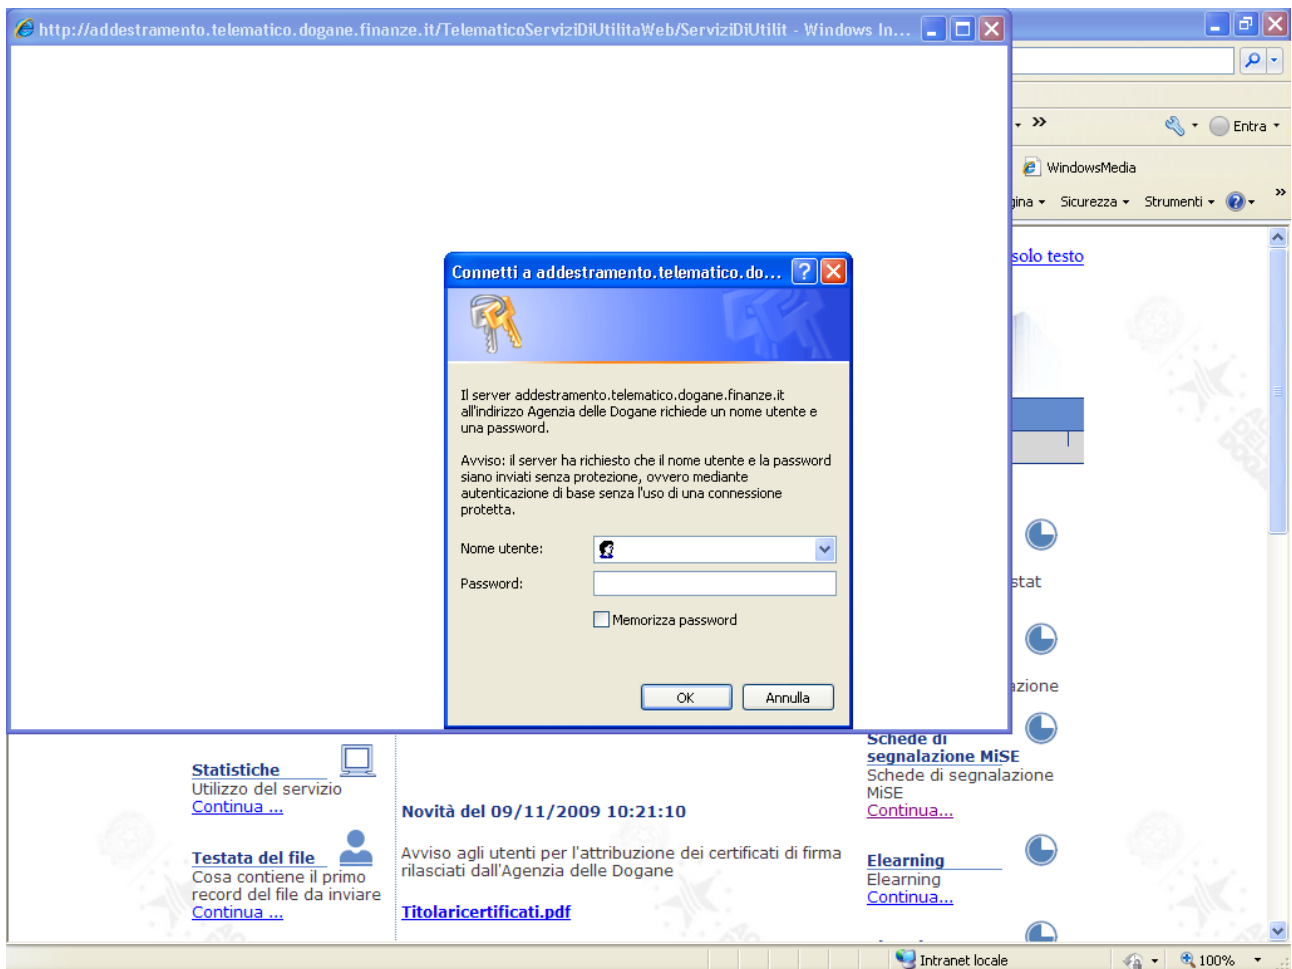 http://addestramento.telematico.dogane.finanze.it/TelematicoServiziDiUtilitaWeb/ServiziDiUtilit - Windows In...
Entra
WindowsMedia
gina
Sicurezza
Strumenti
solo testo
Connetti a addestramento.telematico.do...
Il server addestramento.telematico.dogane.finanze.it
all'indirizzo Agenzia delle Dogane richiede un nome utente e
una password.
Avviso: il server ha richiesto che il nome utente e la password
siano inviati senza protezione, ovvero mediante
autenticazione di base senza l'uso di una connessione
protetta.
Nome utente:
Password:
Memorizza password
OK
Annulla
stat
azione
Statistiche
Utilizzo del servizio
Continua ...
Testata del file
Cosa contiene il primo
record del file da inviare
Continua ...
Novità del 09/11/2009 10:21:10
Avviso agli utenti per l'attribuzione dei certificati di firma
rilasciati dall'Agenzia delle Dogane
Titolaricertificati.pdf
Schede di
segnalazione MiSE
Schede di segnalazione
MiSE
Continua...
Elearning
Elearning
Continua...
Intranet locale
100%